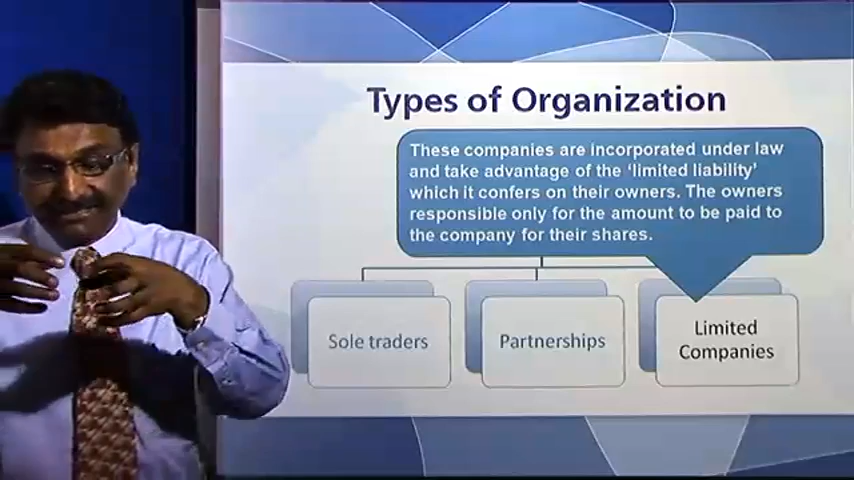 Types of Organization
These companies are incorporated under law
and take advantage of the ‘limited liability’
which it confers on their owners. The owners
responsible only for the amount to be paid to
the company for their shares.
Sole traders
Partnerships
Limited
Companies